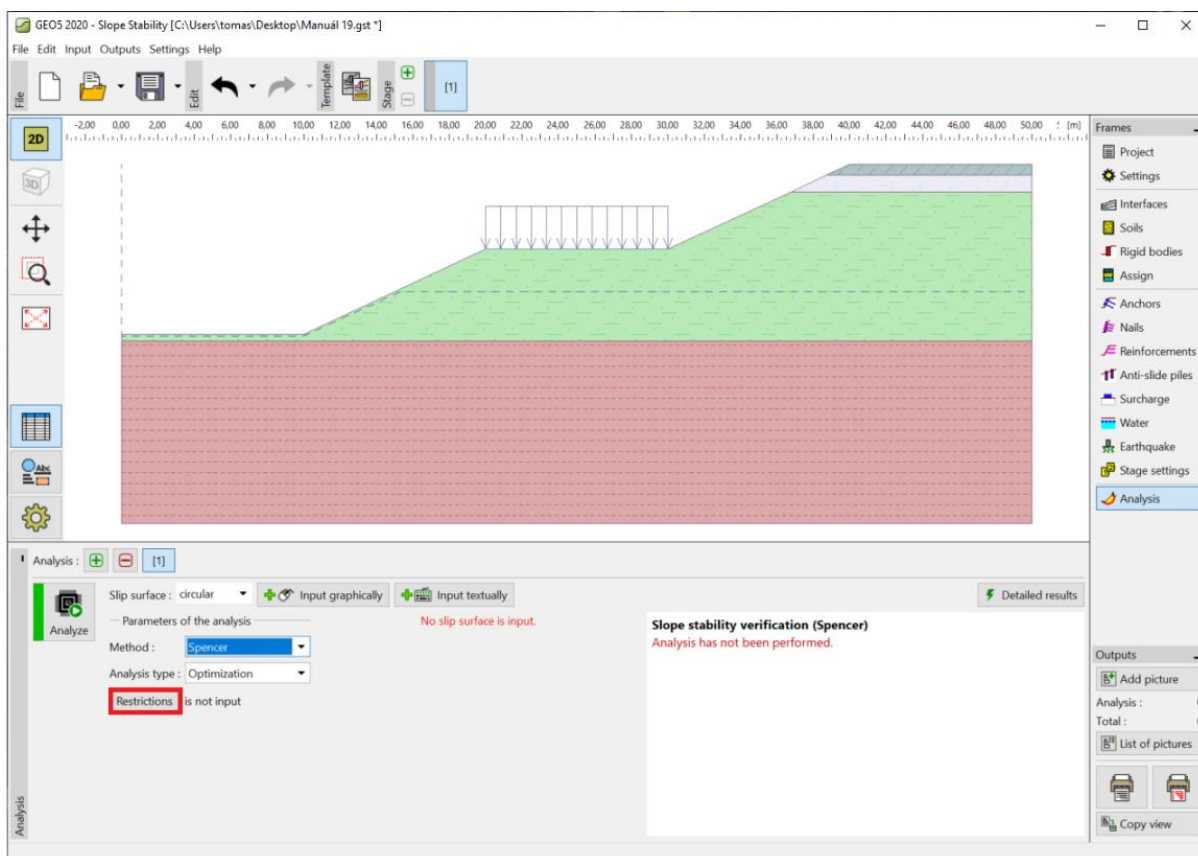 GEO5 2020 - Slope Stability [C:\Users\tomas\Desktop\Manuál 19.gst *]
File Edit Input Outputs Settings Help
File
Edit
Template
Stage
[1]
-2,00 0,00 2,00 4,00 6,00 8,00 10,00 12,00 14,00 16,00 18,00 20,00 22,00 24,00 26,00 28,00 30,00 32,00 34,00 36,00 38,00 40,00 42,00 44,00 46,00 48,00 50,00 [m]
2D
3D
Abc
Frames
Project
Settings
Interfaces
Soils
Rigid bodies
Assign
Anchors
Nails
Reinforcements
Anti-slide piles
Surcharge
Water
Earthquake
Stage settings
Analysis
Analysis : [1]
Analyze
Slip surface : circular Input graphically Input textually
Detailed results
Parameters of the analysis
No slip surface is input.
Method : Spencer
Analysis type : Optimization
Restrictions is not input
Slope stability verification (Spencer)
Analysis has not been performed.
Analysis
Outputs
Add picture
Analysis :
Total :
List of pictures
Copy view